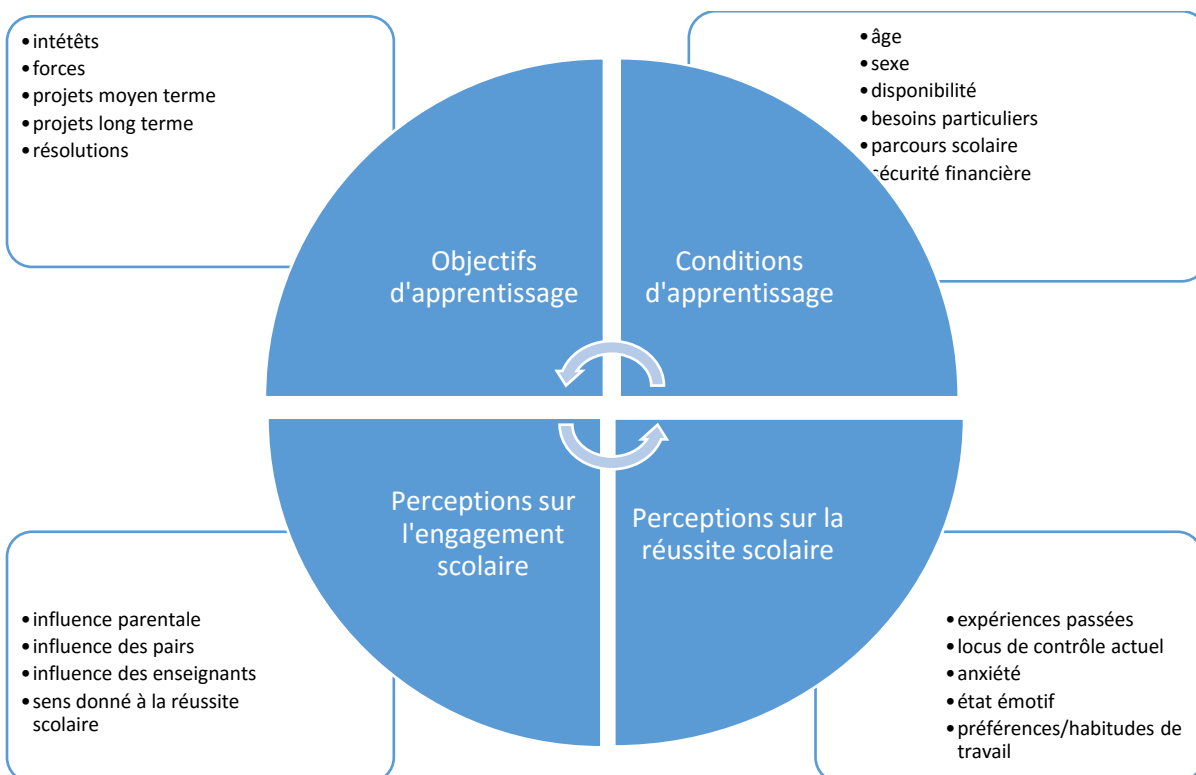 •intétêts
•forces
•projets moyen terme
•projets long terme
•résolutions
•âge
•sexe
•disponibilité
•besoins particuliers
•parcours scolaire
•sécurité financière
Objectifs
d'apprentissage
Conditions
d'apprentissage
Perceptions sur
l'engagement
scolaire
Perceptions sur la
réussite scolaire
•influence parentale
•influence des pairs
•influence des enseignants
•sens donné à la réussite
scolaire
•expériences passées
•locus de contrôle actuel
•anxiété
•état émotif
•préférences/habitudes de
travail